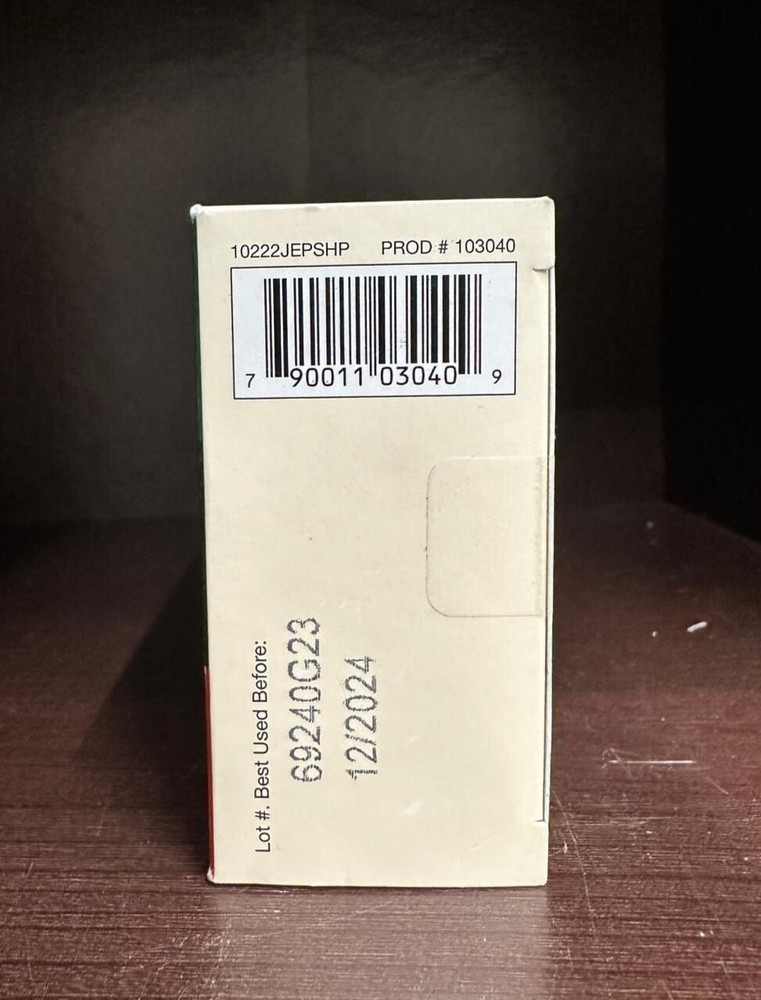 10222JEPSHP PROD # 103040
7 90011 03040 9
Lot #. Best Used Before:
69240G23
12/2024